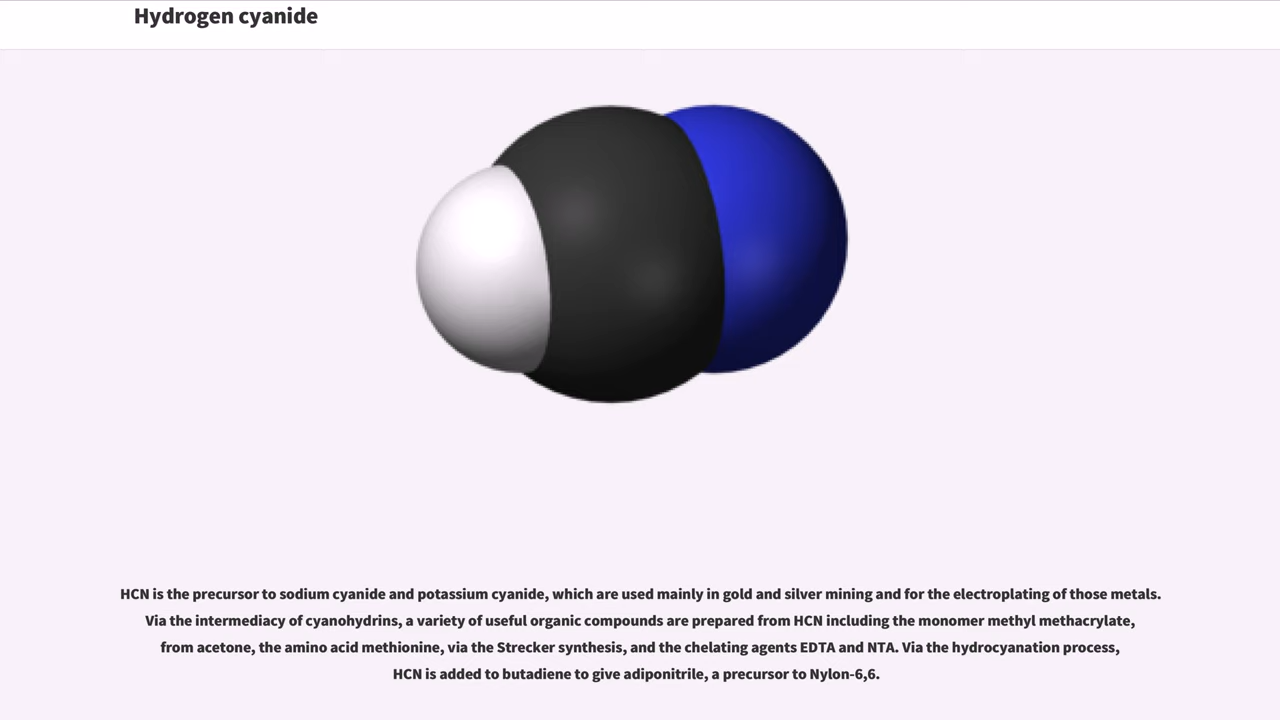 Hydrogen cyanide
HCN is the precursor to sodium cyanide and potassium cyanide, which are used mainly in gold and silver mining and for the electroplating of those metals.
Via the intermediacy of cyanohydrins, a variety of useful organic compounds are prepared from HCN including the monomer methyl methacrylate,
from acetone, the amino acid methionine, via the Strecker synthesis, and the chelating agents EDTA and NTA. Via the hydrocyanation process,
HCN is added to butadiene to give adiponitrile, a precursor to Nylon-6,6.